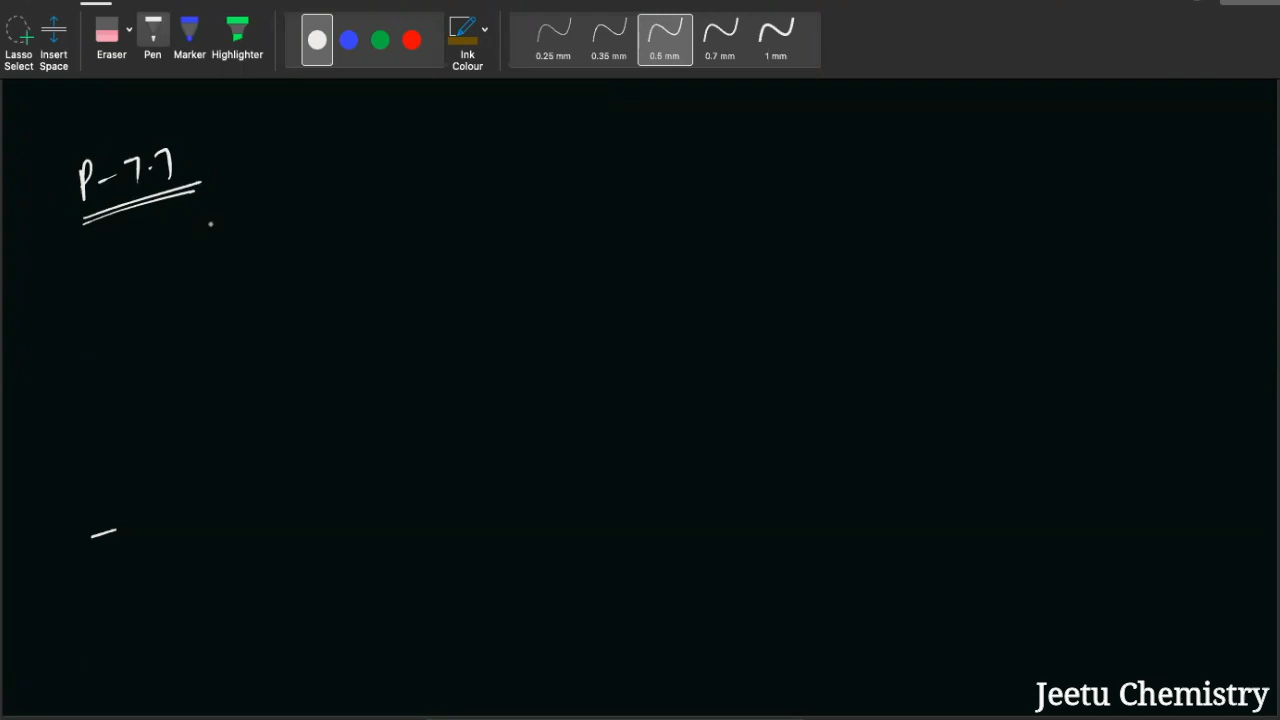 Lasso Select
Insert Space
Eraser
Pen
Marker
Highlighter
Ink Colour
0.25 mm
0.35 mm
0.5 mm
0.7 mm
1 mm
P – 7.7
Jeetu Chemistry